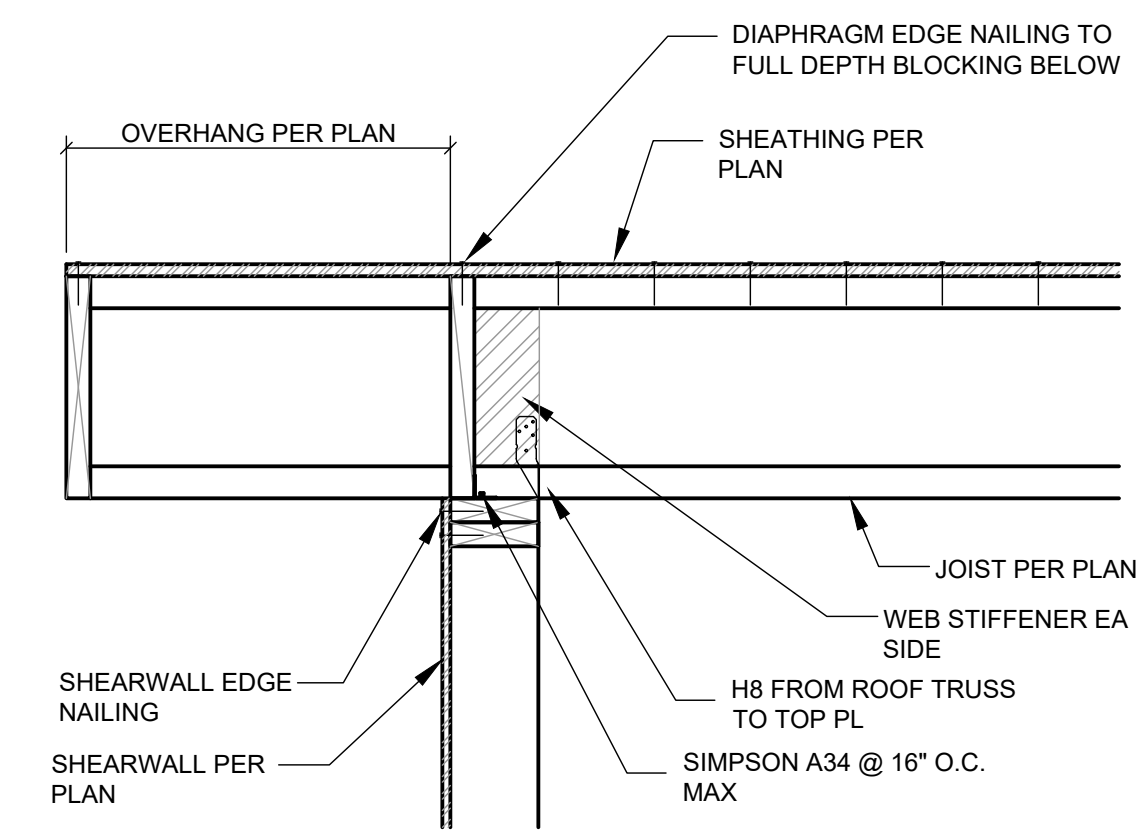 DIAPHRAGM EDGE NAILING TO
FULL DEPTH BLOCKING BELOW
OVERHANG PER PLAN
SHEATHING PER
PLAN
JOIST PER PLAN
WEB STIFFENER EA
SIDE
SHEARWALL EDGE
NAILING
H8 FROM ROOF TRUSS
TO TOP PL
SHEARWALL PER
PLAN
SIMPSON A34 @ 16" O.C.
MAX